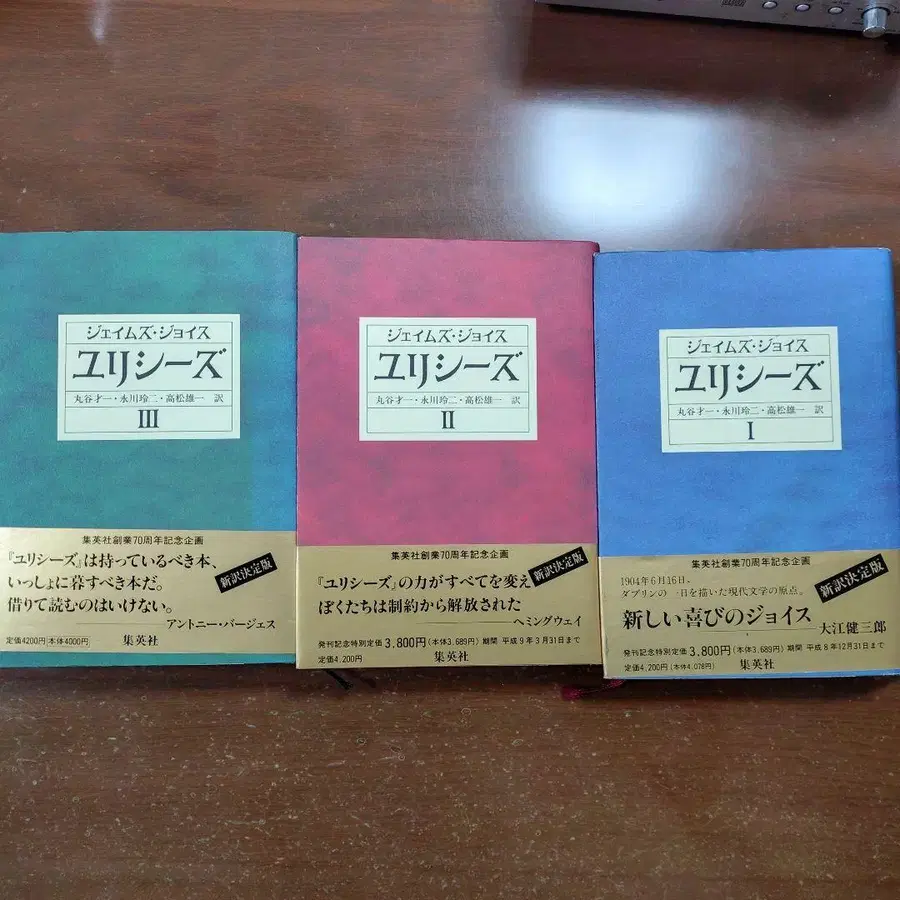 ジェイムズ・ジョイス
ユリシーズ
丸谷才一・永川玲二・高松雄一 訳
III
集英社創業70周年記念企画
『ユリシーズ』は持っているべき本、
いっしょに暮すべき本だ。
借りて読むのはいけない。
新訳決定版
アントニー・バージェス
定価4200円(本体4000円)
集英社
ジェイムズ・ジョイス
ユリシーズ
丸谷才一・永川玲二・高松雄一 訳
II
集英社創業70周年記念企画
『ユリシーズ』の力がすべてを変え
ぼくたちは制約から解放された
新訳決定版
ヘミングウェイ
発刊記念特別定価 3,800円(本体3,689円) 期間 平成9年3月31日まで
定価4,200円
集英社
ジェイムズ・ジョイス
ユリシーズ
丸谷才一・永川玲二・高松雄一 訳
I
集英社創業70周年記念企画
1904年6月16日。
ダブリンの一日を描いた現代文学の原点。
新訳決定版
新しい喜びのジョイス
大江健三郎
発刊記念特別定価 3,800円(本体3,689円) 期間 平成8年12月31日まで
定価4,200円(本体4,078円)
集英社